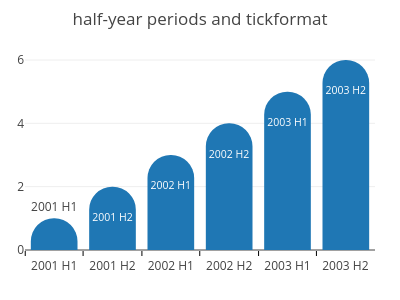 half-year periods and tickformat
6
4
2
0
2001 H1
2001 H2
2002 H1
2002 H2
2003 H1
2003 H2
2001 H1
2001 H2
2002 H1
2002 H2
2003 H1
2003 H2